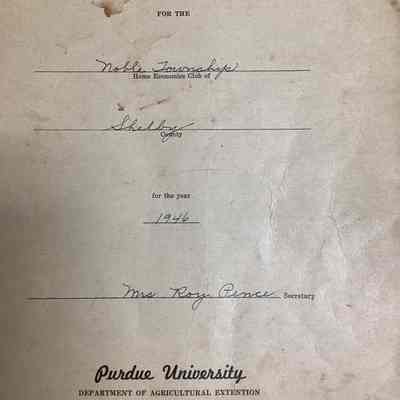 FOR THE
Noble Township
Home Economics Club of
Shelby
County
for the year
1946
Mrs Roy Pence Secretary
Purdue University
DEPARTMENT OF AGRICULTURAL EXTENTION